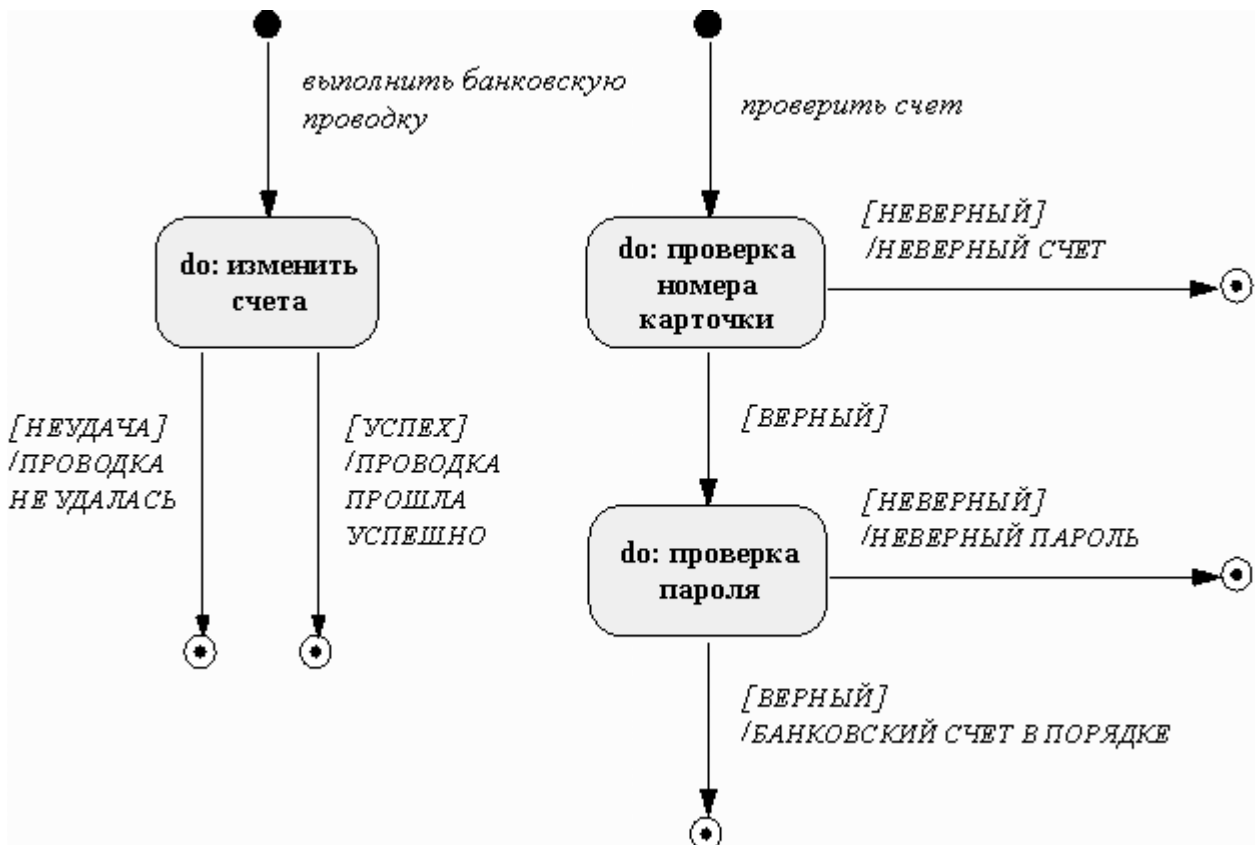 выполнить банковскую
проводку
проверить счет
do: изменить
счета
do: проверка
номера
карточки
[НЕВЕРНЫЙ]
/НЕВЕРНЫЙ СЧЕТ
[НЕУДАЧА]
/ПРОВОДКА
НЕ УДАЛАСЬ
[УСПЕХ]
/ПРОВОДКА
ПРОШЛА
УСПЕШНО
[ВЕРНЫЙ]
do: проверка
пароля
[НЕВЕРНЫЙ]
/НЕВЕРНЫЙ ПАРОЛЬ
[ВЕРНЫЙ]
/БАНКОВСКИЙ СЧЕТ В ПОРЯДКЕ